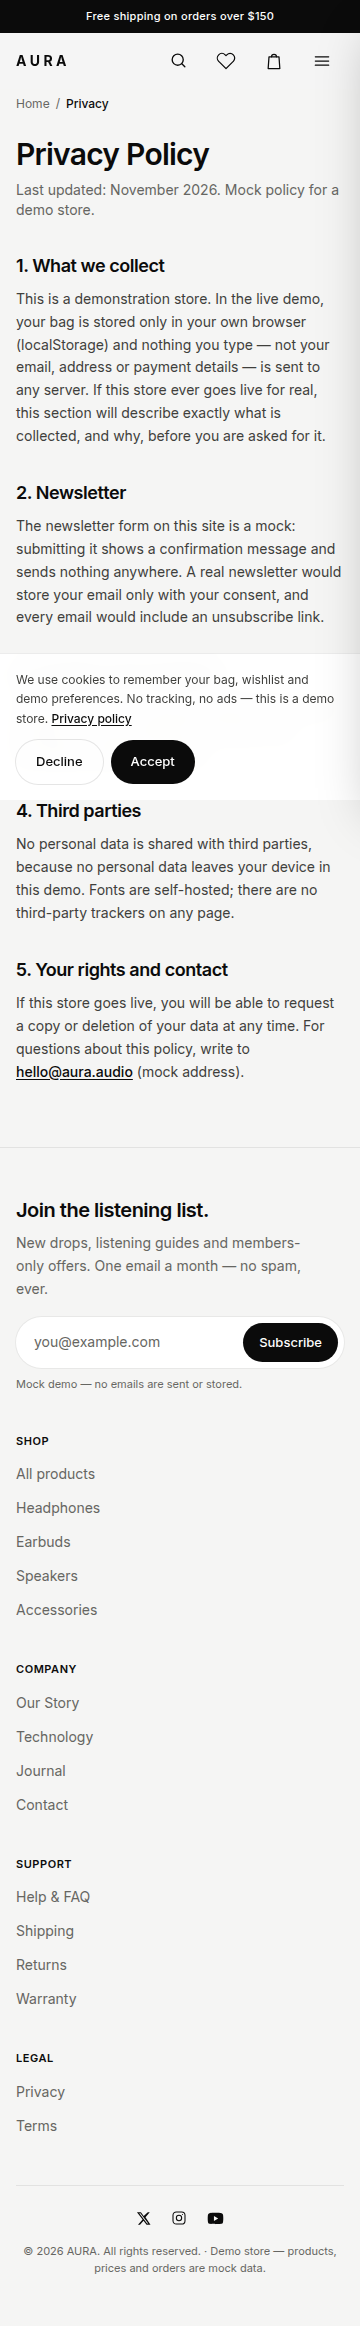 Free shipping on orders over $150
AURA
Home / Privacy
Privacy Policy
Last updated: November 2026. Mock policy for a
demo store.
1. What we collect
This is a demonstration store. In the live demo,
your bag is stored only in your own browser
(localStorage) and nothing you type — not your
email, address or payment details — is sent to
any server. If this store ever goes live for real,
this section will describe exactly what is
collected, and why, before you are asked for it.
2. Newsletter
The newsletter form on this site is a mock:
submitting it shows a confirmation message and
sends nothing anywhere. A real newsletter would
store your email only with your consent, and
every email would include an unsubscribe link.
We use cookies to remember your bag, wishlist and
demo preferences. No tracking, no ads — this is a demo
store. Privacy policy
Decline Accept
4. Third parties
No personal data is shared with third parties,
because no personal data leaves your device in
this demo. Fonts are self-hosted; there are no
third-party trackers on any page.
5. Your rights and contact
If this store goes live, you will be able to request
a copy or deletion of your data at any time. For
questions about this policy, write to
hello@aura.audio (mock address).
Join the listening list.
New drops, listening guides and members-
only offers. One email a month — no spam,
ever.
you@example.com Subscribe
Mock demo — no emails are sent or stored.
SHOP
All products
Headphones
Earbuds
Speakers
Accessories
COMPANY
Our Story
Technology
Journal
Contact
SUPPORT
Help & FAQ
Shipping
Returns
Warranty
LEGAL
Privacy
Terms
© 2026 AURA. All rights reserved. · Demo store — products,
prices and orders are mock data.